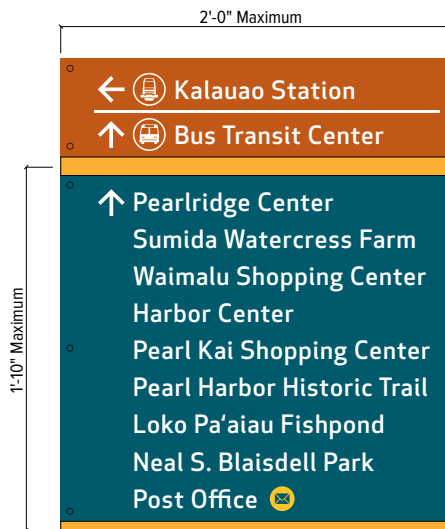 2'-0" Maximum
← Kalauao Station
↑ Bus Transit Center
1'-10" Maximum
↑ Pearlridge Center
Sumida Watercress Farm
Waimalu Shopping Center
Harbor Center
Pearl Kai Shopping Center
Pearl Harbor Historic Trail
Loko Pa‘aiau Fishpond
Neal S. Blaisdell Park
Post Office